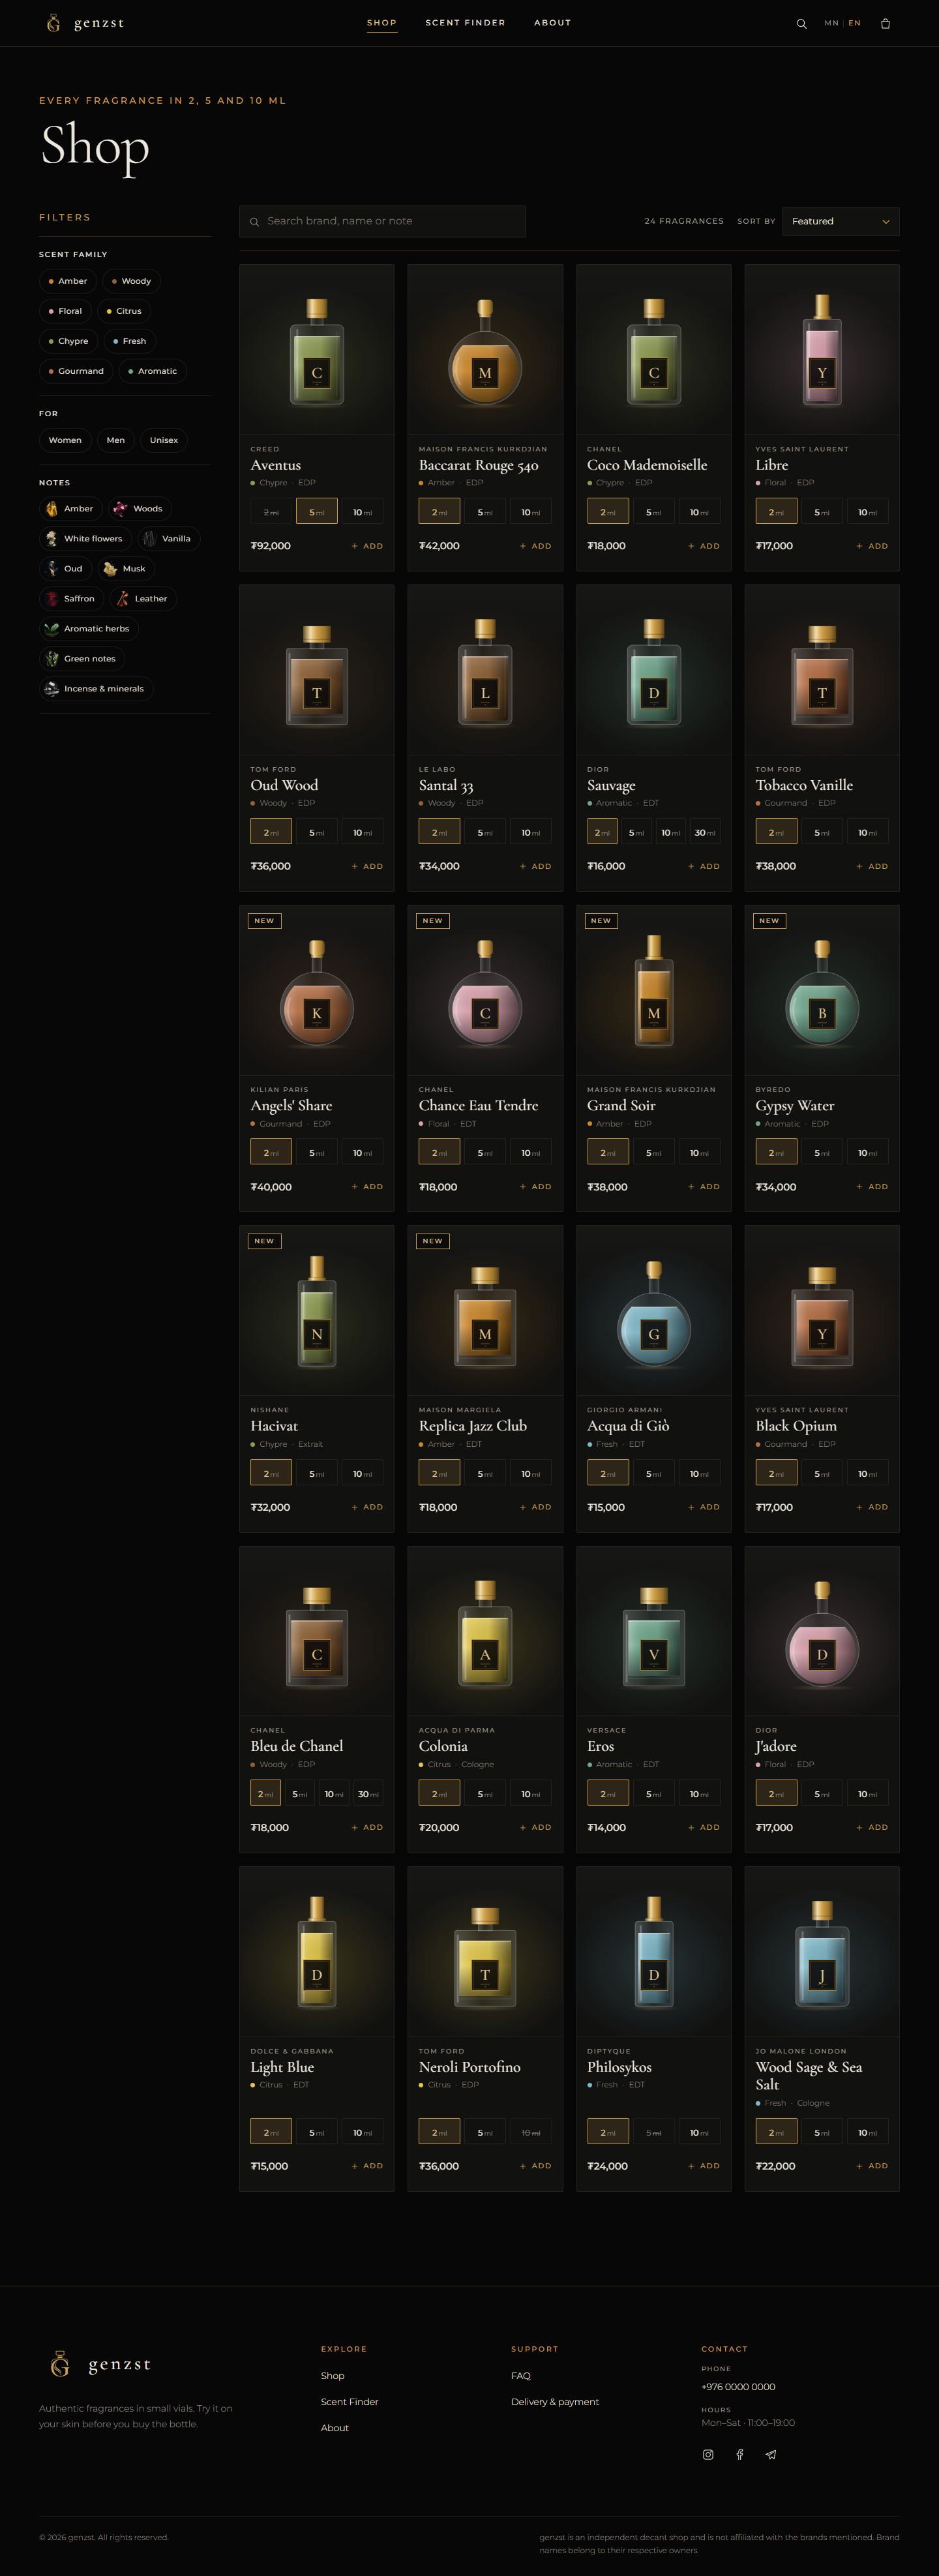 genzst
SHOP
SCENT FINDER
ABOUT
MN | EN
EVERY FRAGRANCE IN 2, 5 AND 10 ML
Shop
FILTERS
SCENT FAMILY
Amber
Woody
Floral
Citrus
Chypre
Fresh
Gourmand
Aromatic
FOR
Women
Men
Unisex
NOTES
Amber
Woods
White flowers
Vanilla
Oud
Musk
Saffron
Leather
Aromatic herbs
Green notes
Incense & minerals
Search brand, name or note
24 FRAGRANCES
SORT BY
Featured
C
CREED
Aventus
Chypre · EDP
2 ml 5 ml 10 ml
₮92,000
+ ADD
M
MAISON FRANCIS KURKDJIAN
Baccarat Rouge 540
Amber · EDP
2 ml 5 ml 10 ml
₮42,000
+ ADD
C
CHANEL
Coco Mademoiselle
Chypre · EDP
2 ml 5 ml 10 ml
₮18,000
+ ADD
Y
YVES SAINT LAURENT
Libre
Floral · EDP
2 ml 5 ml 10 ml
₮17,000
+ ADD
T
TOM FORD
Oud Wood
Woody · EDP
2 ml 5 ml 10 ml
₮36,000
+ ADD
L
LE LABO
Santal 33
Woody · EDP
2 ml 5 ml 10 ml
₮34,000
+ ADD
D
DIOR
Sauvage
Aromatic · EDT
2 ml 5 ml 10 ml 30 ml
₮16,000
+ ADD
T
TOM FORD
Tobacco Vanille
Gourmand · EDP
2 ml 5 ml 10 ml
₮38,000
+ ADD
NEW
K
KILIAN PARIS
Angels' Share
Gourmand · EDP
2 ml 5 ml 10 ml
₮40,000
+ ADD
NEW
C
CHANEL
Chance Eau Tendre
Floral · EDT
2 ml 5 ml 10 ml
₮18,000
+ ADD
NEW
M
MAISON FRANCIS KURKDJIAN
Grand Soir
Amber · EDP
2 ml 5 ml 10 ml
₮38,000
+ ADD
NEW
B
BYREDO
Gypsy Water
Aromatic · EDP
2 ml 5 ml 10 ml
₮34,000
+ ADD
NEW
N
NISHANE
Hacivat
Chypre · Extrait
2 ml 5 ml 10 ml
₮32,000
+ ADD
NEW
M
MAISON MARGIELA
Replica Jazz Club
Amber · EDT
2 ml 5 ml 10 ml
₮18,000
+ ADD
G
GIORGIO ARMANI
Acqua di Giò
Fresh · EDT
2 ml 5 ml 10 ml
₮15,000
+ ADD
Y
YVES SAINT LAURENT
Black Opium
Gourmand · EDP
2 ml 5 ml 10 ml
₮17,000
+ ADD
C
CHANEL
Bleu de Chanel
Woody · EDP
2 ml 5 ml 10 ml 30 ml
₮18,000
+ ADD
A
ACQUA DI PARMA
Colonia
Citrus · Cologne
2 ml 5 ml 10 ml
₮20,000
+ ADD
V
VERSACE
Eros
Aromatic · EDT
2 ml 5 ml 10 ml
₮14,000
+ ADD
D
DIOR
J'adore
Floral · EDP
2 ml 5 ml 10 ml
₮17,000
+ ADD
D
DOLCE & GABBANA
Light Blue
Citrus · EDT
2 ml 5 ml 10 ml
₮15,000
+ ADD
T
TOM FORD
Neroli Portofino
Citrus · EDP
2 ml 5 ml 10 ml
₮36,000
+ ADD
D
DIPTYQUE
Philosykos
Fresh · EDT
2 ml 5 ml 10 ml
₮24,000
+ ADD
J
JO MALONE LONDON
Wood Sage & Sea
Salt
Fresh · Cologne
2 ml 5 ml 10 ml
₮22,000
+ ADD
genzst
Authentic fragrances in small vials. Try it on
your skin before you buy the bottle.
EXPLORE
Shop
Scent Finder
About
SUPPORT
FAQ
Delivery & payment
CONTACT
PHONE
+976 0000 0000
HOURS
Mon–Sat · 11:00–19:00
© 2026 genzst. All rights reserved.
genzst is an independent decant shop and is not affiliated with the brands mentioned. Brand
names belong to their respective owners.